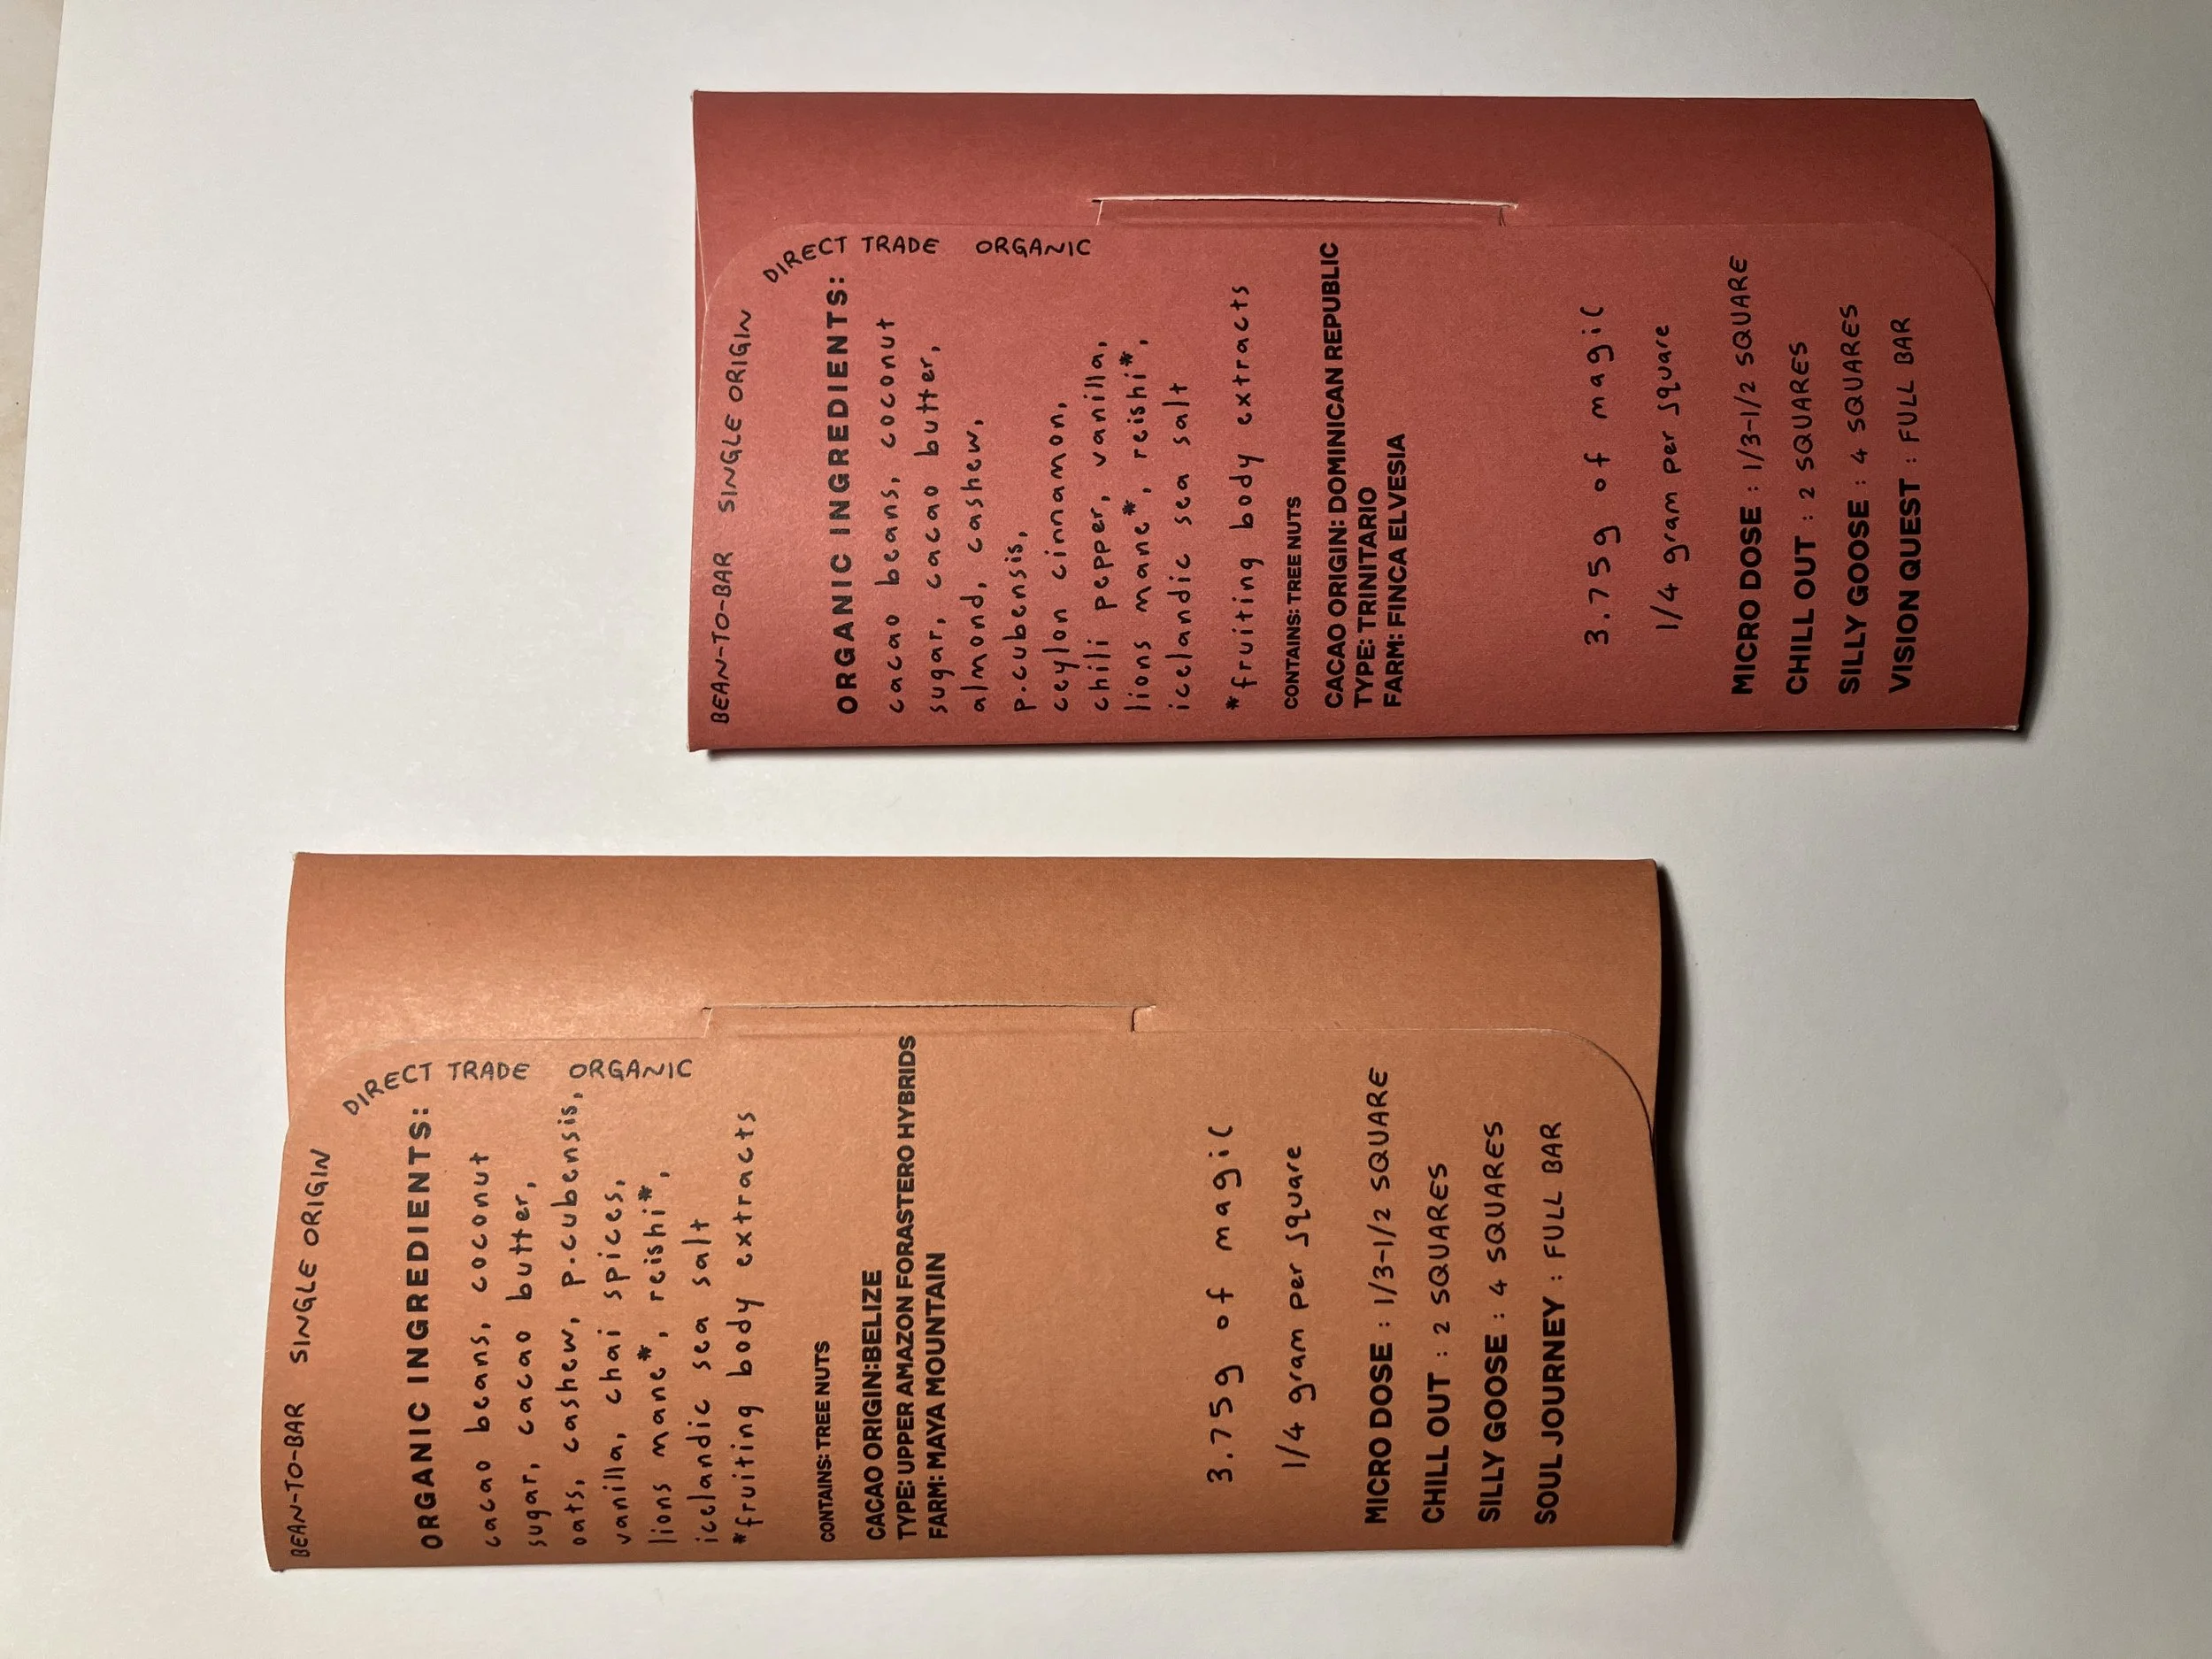 BEAN-TO-BAR SINGLE ORIGIN
DIRECT TRADE ORGANIC
ORGANIC INGREDIENTS:
cacao beans, coconut
sugar, cacao butter,
oats, cashew, p.cubensis,
vanilla, chai spices,
lions mane*, reishi*,
icelandic sea salt
*fruiting body extracts
CONTAINS: TREE NUTS
CACAO ORIGIN:BELIZE
TYPE: UPPER AMAZON FORASTERO HYBRIDS
FARM: MAYA MOUNTAIN
3.75g of magic
1/4 gram per square
MICRO DOSE : 1/3-1/2 SQUARE
CHILL OUT : 2 SQUARES
SILLY GOOSE : 4 SQUARES
SOUL JOURNEY : FULL BAR
BEAN-TO-BAR SINGLE ORIGIN
DIRECT TRADE ORGANIC
ORGANIC INGREDIENTS:
cacao beans, coconut
sugar, cacao butter,
almond, cashew,
p.cubensis,
ceylon cinnamon,
chili pepper, vanilla,
lions mane*, reishi*,
icelandic sea salt
*fruiting body extracts
CONTAINS: TREE NUTS
CACAO ORIGIN: DOMINICAN REPUBLIC
TYPE: TRINITARIO
FARM: FINCA ELVESIA
3.75g of magic
1/4 gram per square
MICRO DOSE : 1/3-1/2 SQUARE
CHILL OUT : 2 SQUARES
SILLY GOOSE : 4 SQUARES
VISION QUEST : FULL BAR